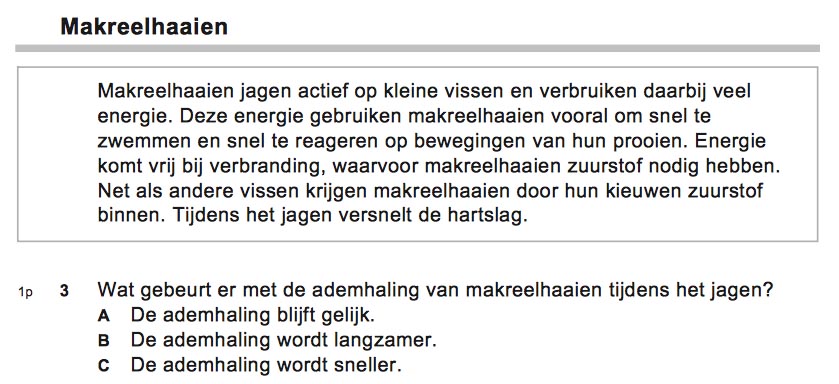 Makreelhaaien
Makreelhaaien jagen actief op kleine vissen en verbruiken daarbij veel
energie. Deze energie gebruiken makreelhaaien vooral om snel te
zwemmen en snel te reageren op bewegingen van hun prooien. Energie
komt vrij bij verbranding, waarvoor makreelhaaien zuurstof nodig hebben.
Net als andere vissen krijgen makreelhaaien door hun kieuwen zuurstof
binnen. Tijdens het jagen versnelt de hartslag.
1p 3 Wat gebeurt er met de ademhaling van makreelhaaien tijdens het jagen?
A De ademhaling blijft gelijk.
B De ademhaling wordt langzamer.
C De ademhaling wordt sneller.